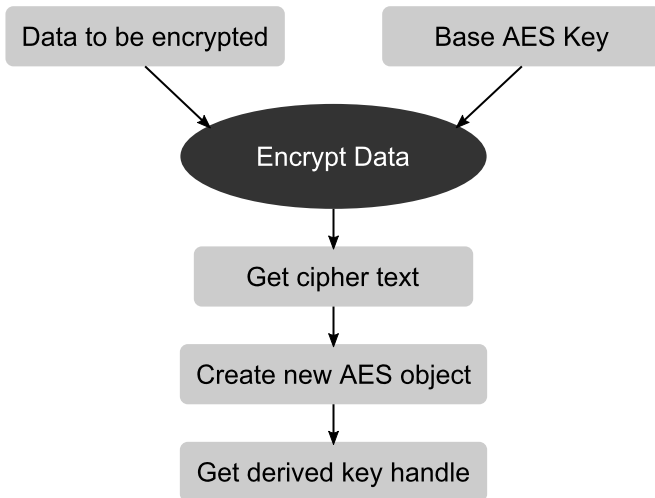 Data to be encrypted
Base AES Key
Encrypt Data
Get cipher text
Create new AES object
Get derived key handle